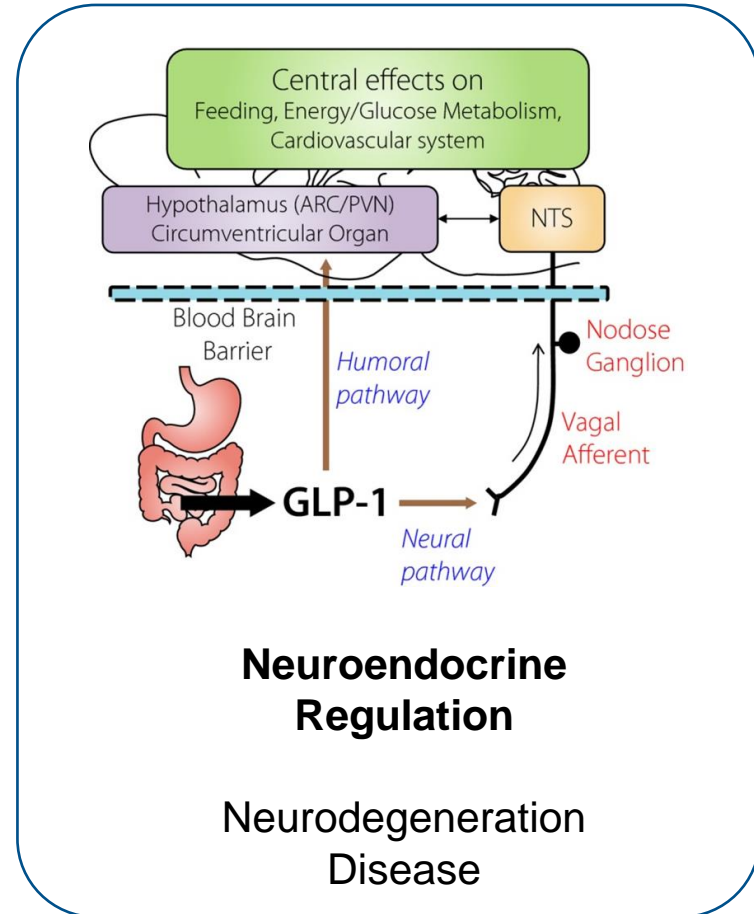 Central effects on
Feeding, Energy/Glucose Metabolism,
Cardiovascular system
Hypothalamus (ARC/PVN)
Circumventricular Organ
NTS
Blood Brain
Barrier
Humoral
pathway
Nodose
Ganglion
Vagal
Afferent
GLP-1
Neural
pathway
Neuroendocrine
Regulation
Neurodegeneration
Disease